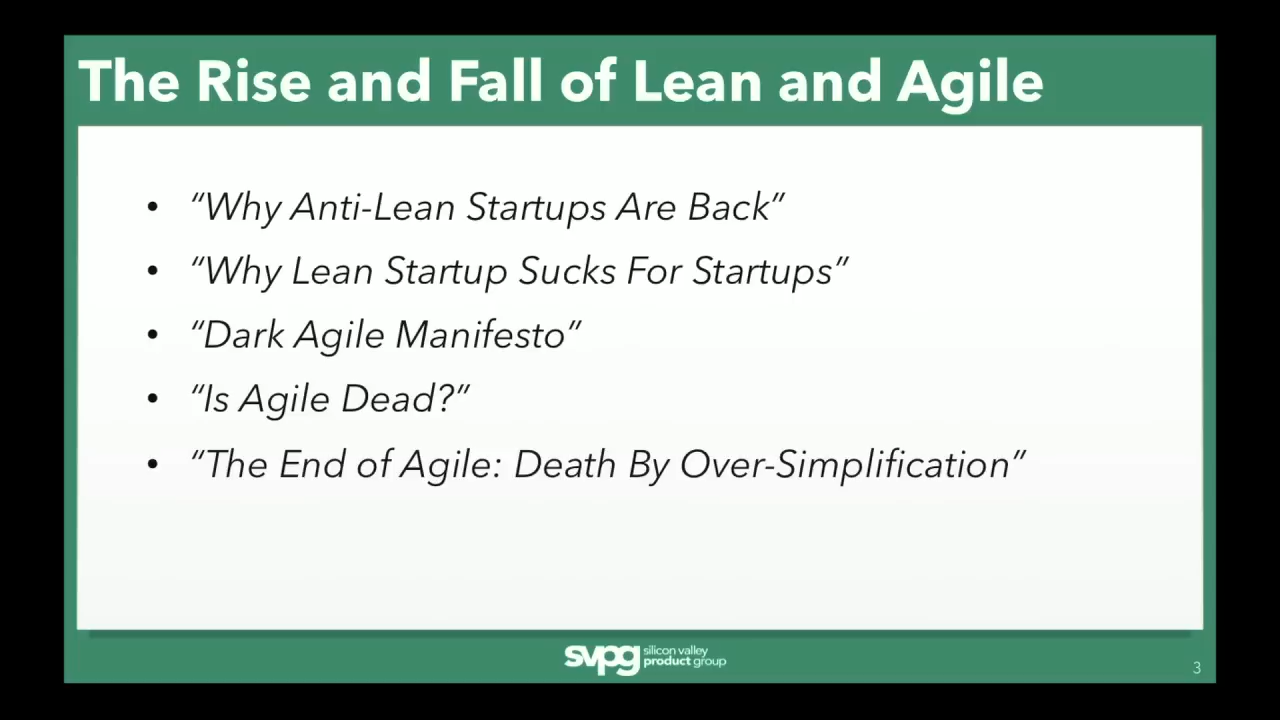 The Rise and Fall of Lean and Agile
• “Why Anti-Lean Startups Are Back”
• “Why Lean Startup Sucks For Startups”
• “Dark Agile Manifesto”
• “Is Agile Dead?”
• “The End of Agile: Death By Over-Simplification”
svpg silicon valley
product group
3